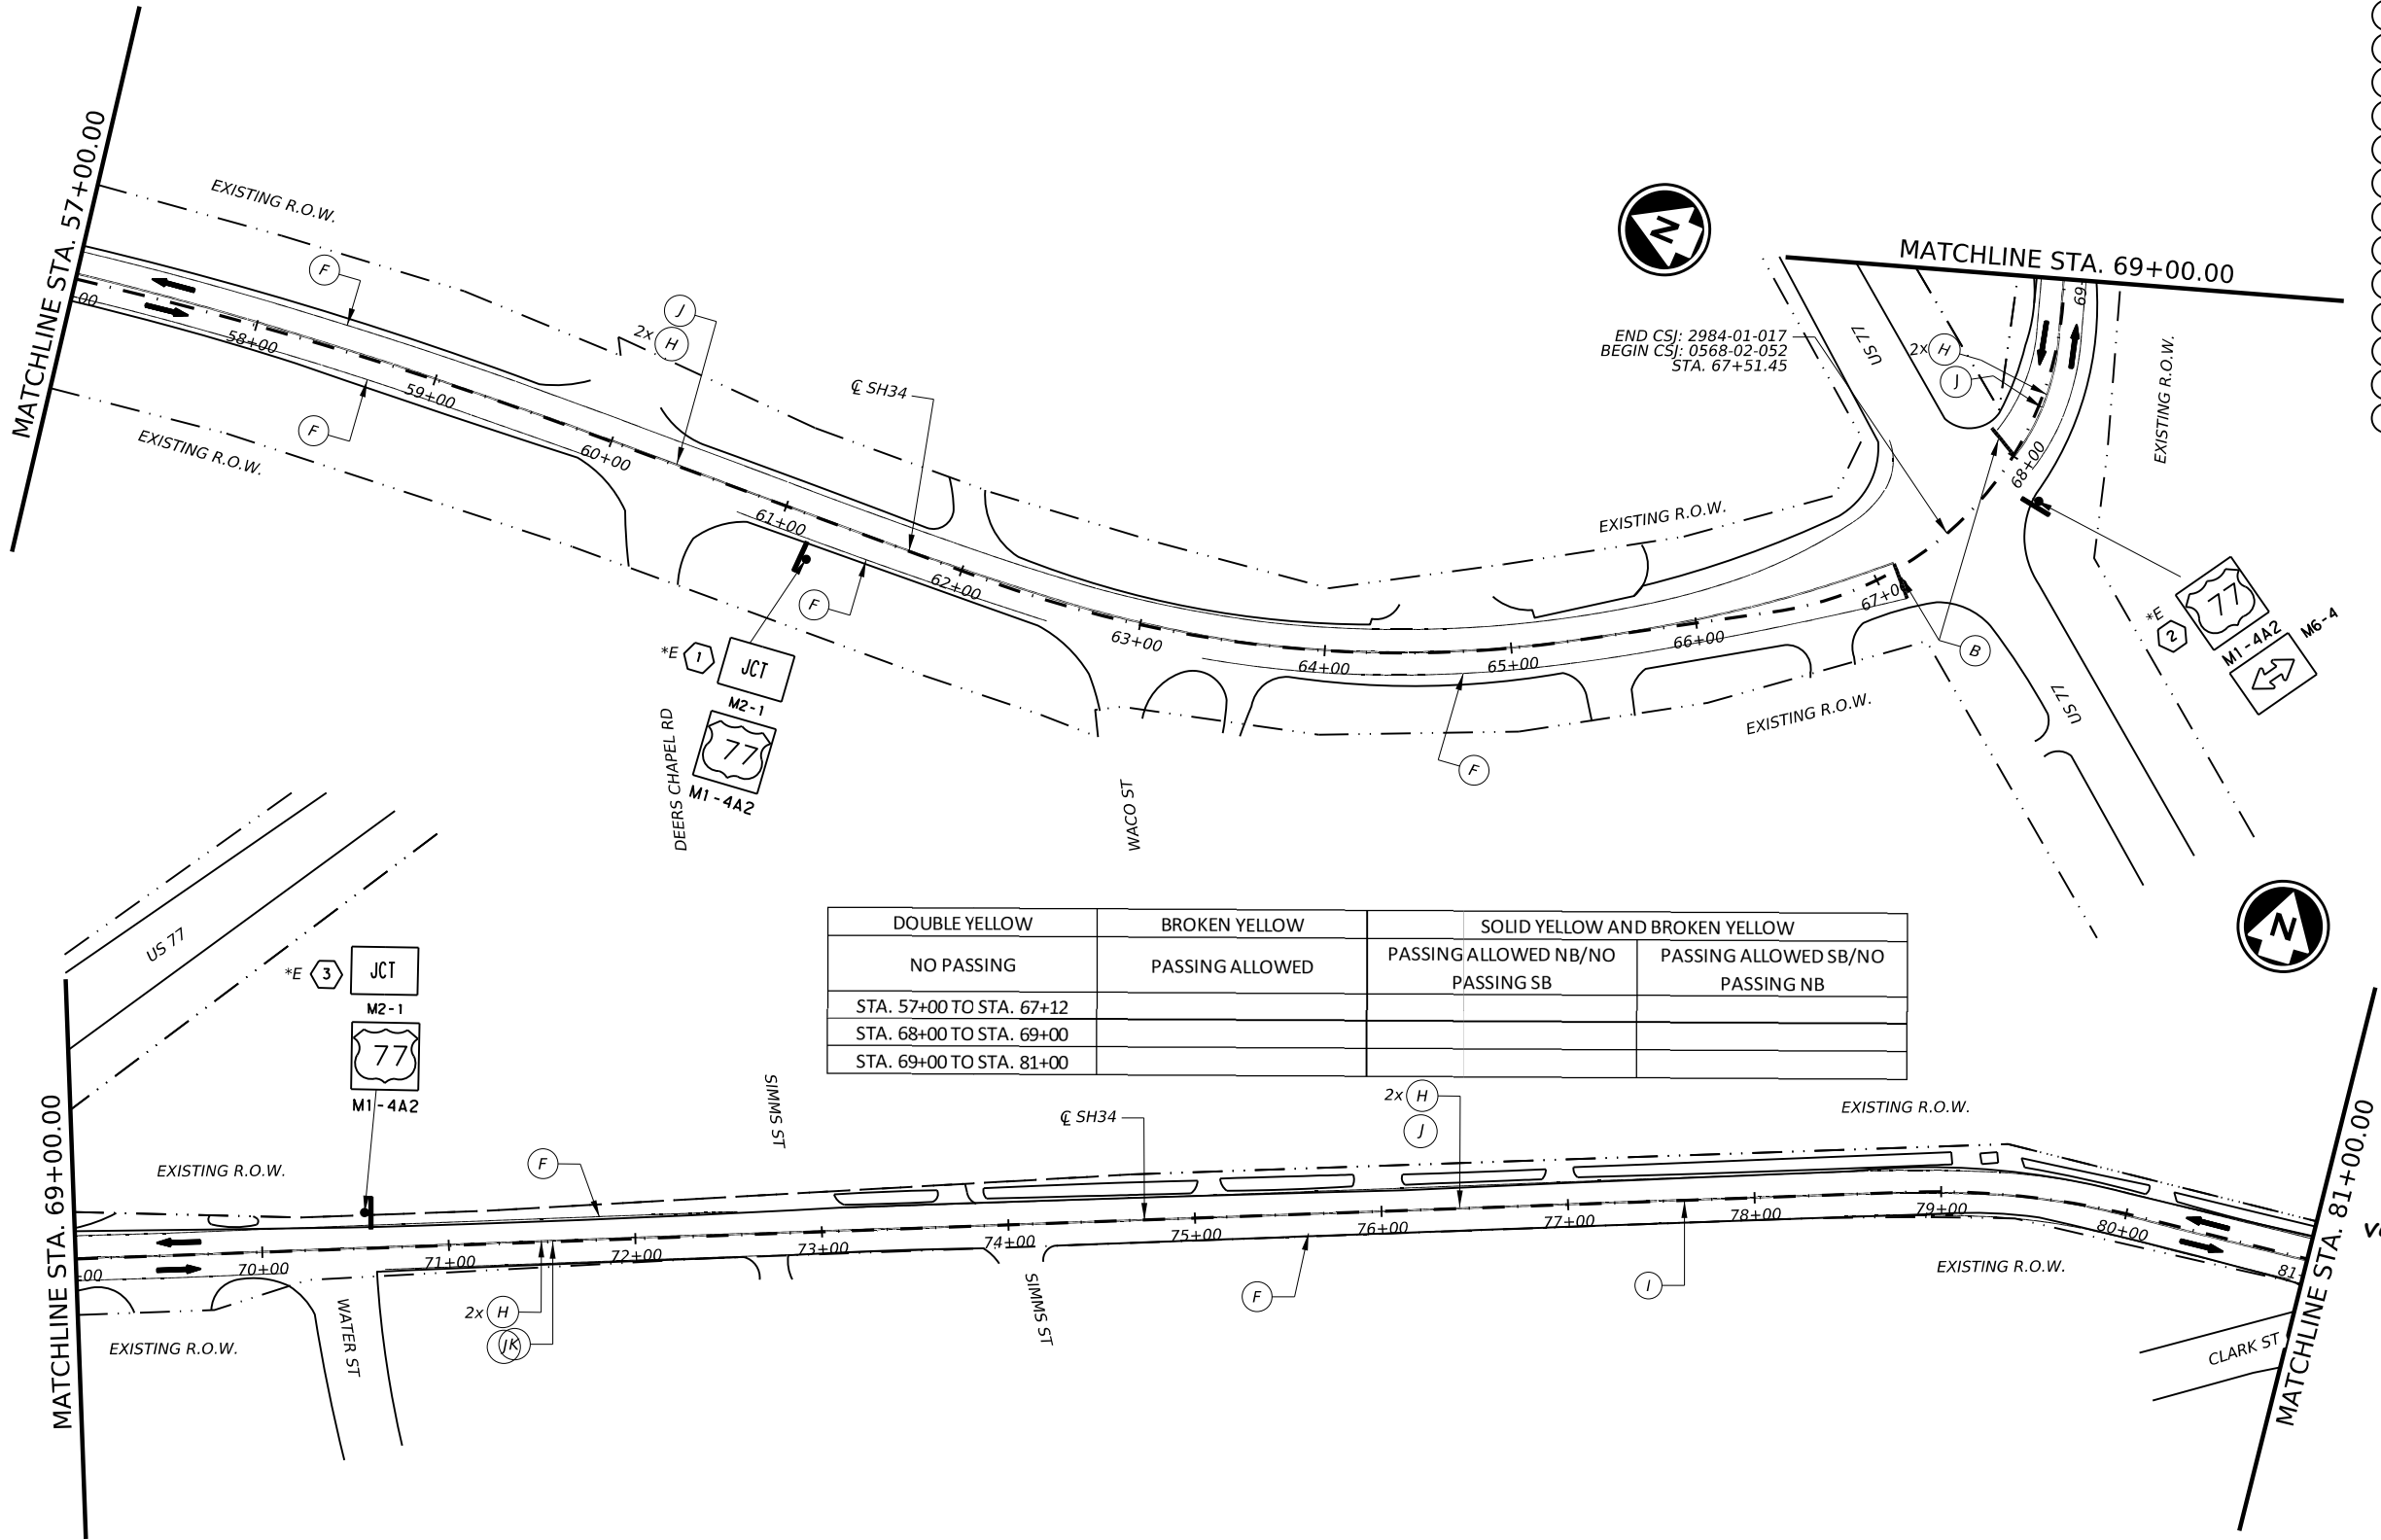 MATCHLINE STA. 57+00.00
EXISTING R.O.W.
F
00
58+00
F
EXISTING R.O.W.
59+00
J
2x H
60+00
℄ SH34
61+00
F
62+00
*E 1 JCT
M2-1
77
M1-4A2
DEERS CHAPEL RD
63+00
WACO ST
64+00
65+00
F
66+00
EXISTING R.O.W.
EXISTING R.O.W.
N
END CSJ: 2984-01-017
BEGIN CSJ: 0568-02-052
STA. 67+51.45
MATCHLINE STA. 69+00.00
US 77
2x H
J
69
EXISTING R.O.W.
68+00
67+0
B
*E 2 77
M1-4A2
M6-4
US 77
N
DOUBLE YELLOW BROKEN YELLOW SOLID YELLOW AND BROKEN YELLOW
NO PASSING PASSING ALLOWED PASSING ALLOWED NB/NO PASSING SB PASSING ALLOWED SB/NO PASSING NB
STA. 57+00 TO STA. 67+12
STA. 68+00 TO STA. 69+00
STA. 69+00 TO STA. 81+00
MATCHLINE STA. 69+00.00
US 77
*E 3 JCT
M2-1
77
M1-4A2
EXISTING R.O.W.
F
SIMMS ST
℄ SH34
2x H
J
EXISTING R.O.W.
+00
70+00
71+00
72+00
73+00
74+00
75+00
76+00
77+00
78+00
79+00
80+00
81
EXISTING R.O.W.
WATER ST
2x H
JK
SIMMS ST
F
I
EXISTING R.O.W.
CLARK ST
MATCHLINE STA. 81+00.00